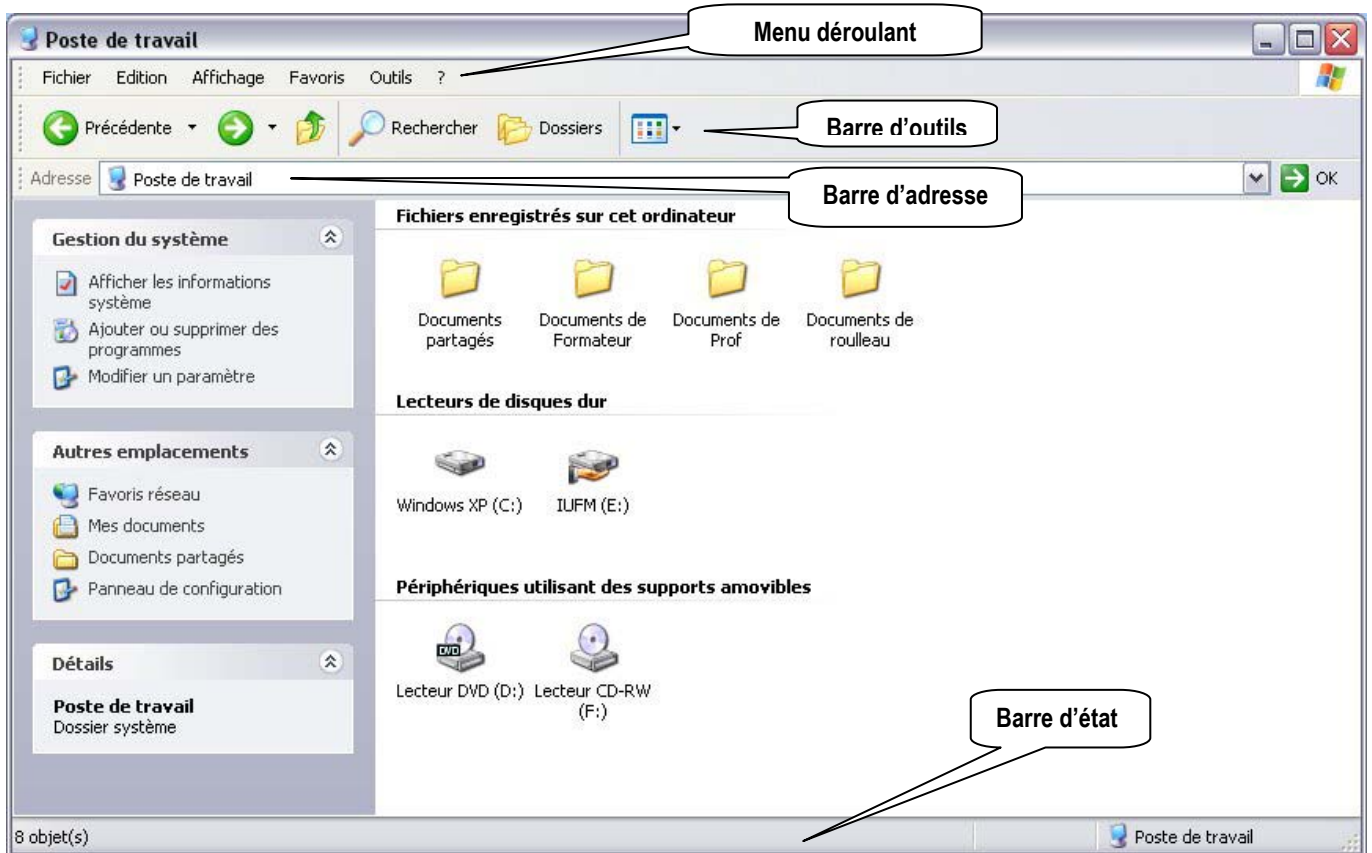 Poste de travail
Menu déroulant
Fichier Edition Affichage Favoris Outils ?
Précédente Rechercher Dossiers
Barre d'outils
Adresse Poste de travail OK
Barre d'adresse
Gestion du système
Afficher les informations
système
Ajouter ou supprimer des
programmes
Modifier un paramètre
Autres emplacements
Favoris réseau
Mes documents
Documents partagés
Panneau de configuration
Détails
Poste de travail
Dossier système
Fichiers enregistrés sur cet ordinateur
Documents
partagés
Documents de
Formateur
Documents de
Prof
Documents de
roulleau
Lecteurs de disques dur
Windows XP (C:) IUFM (E:)
Périphériques utilisant des supports amovibles
DVD
Lecteur DVD (D:) Lecteur CD-RW
(F:)
Barre d'état
8 objet(s) Poste de travail